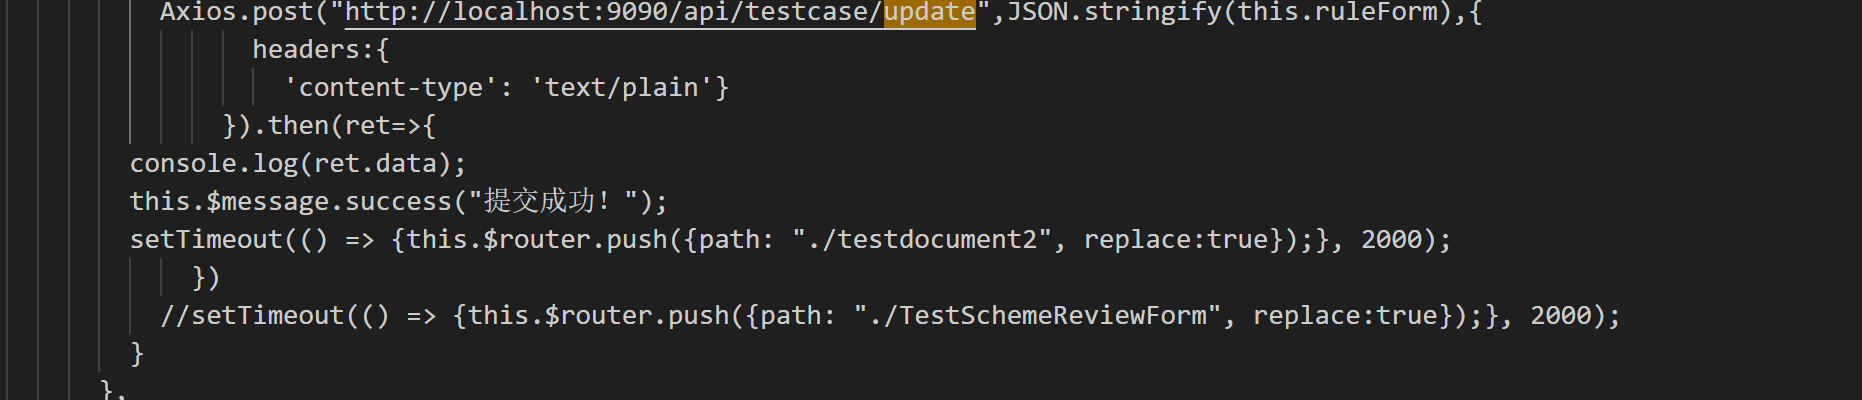 Axios.post("http://localhost:9090/api/testcase/update",JSON.stringify(this.ruleForm),{
headers:{
'content-type': 'text/plain'}
}).then(ret=>{
console.log(ret.data);
this.$message.success("提交成功！");
setTimeout(() => {this.$router.push({path: "./testdocument2", replace:true});}, 2000);
})
//setTimeout(() => {this.$router.push({path: "./TestSchemeReviewForm", replace:true});}, 2000);
}
},